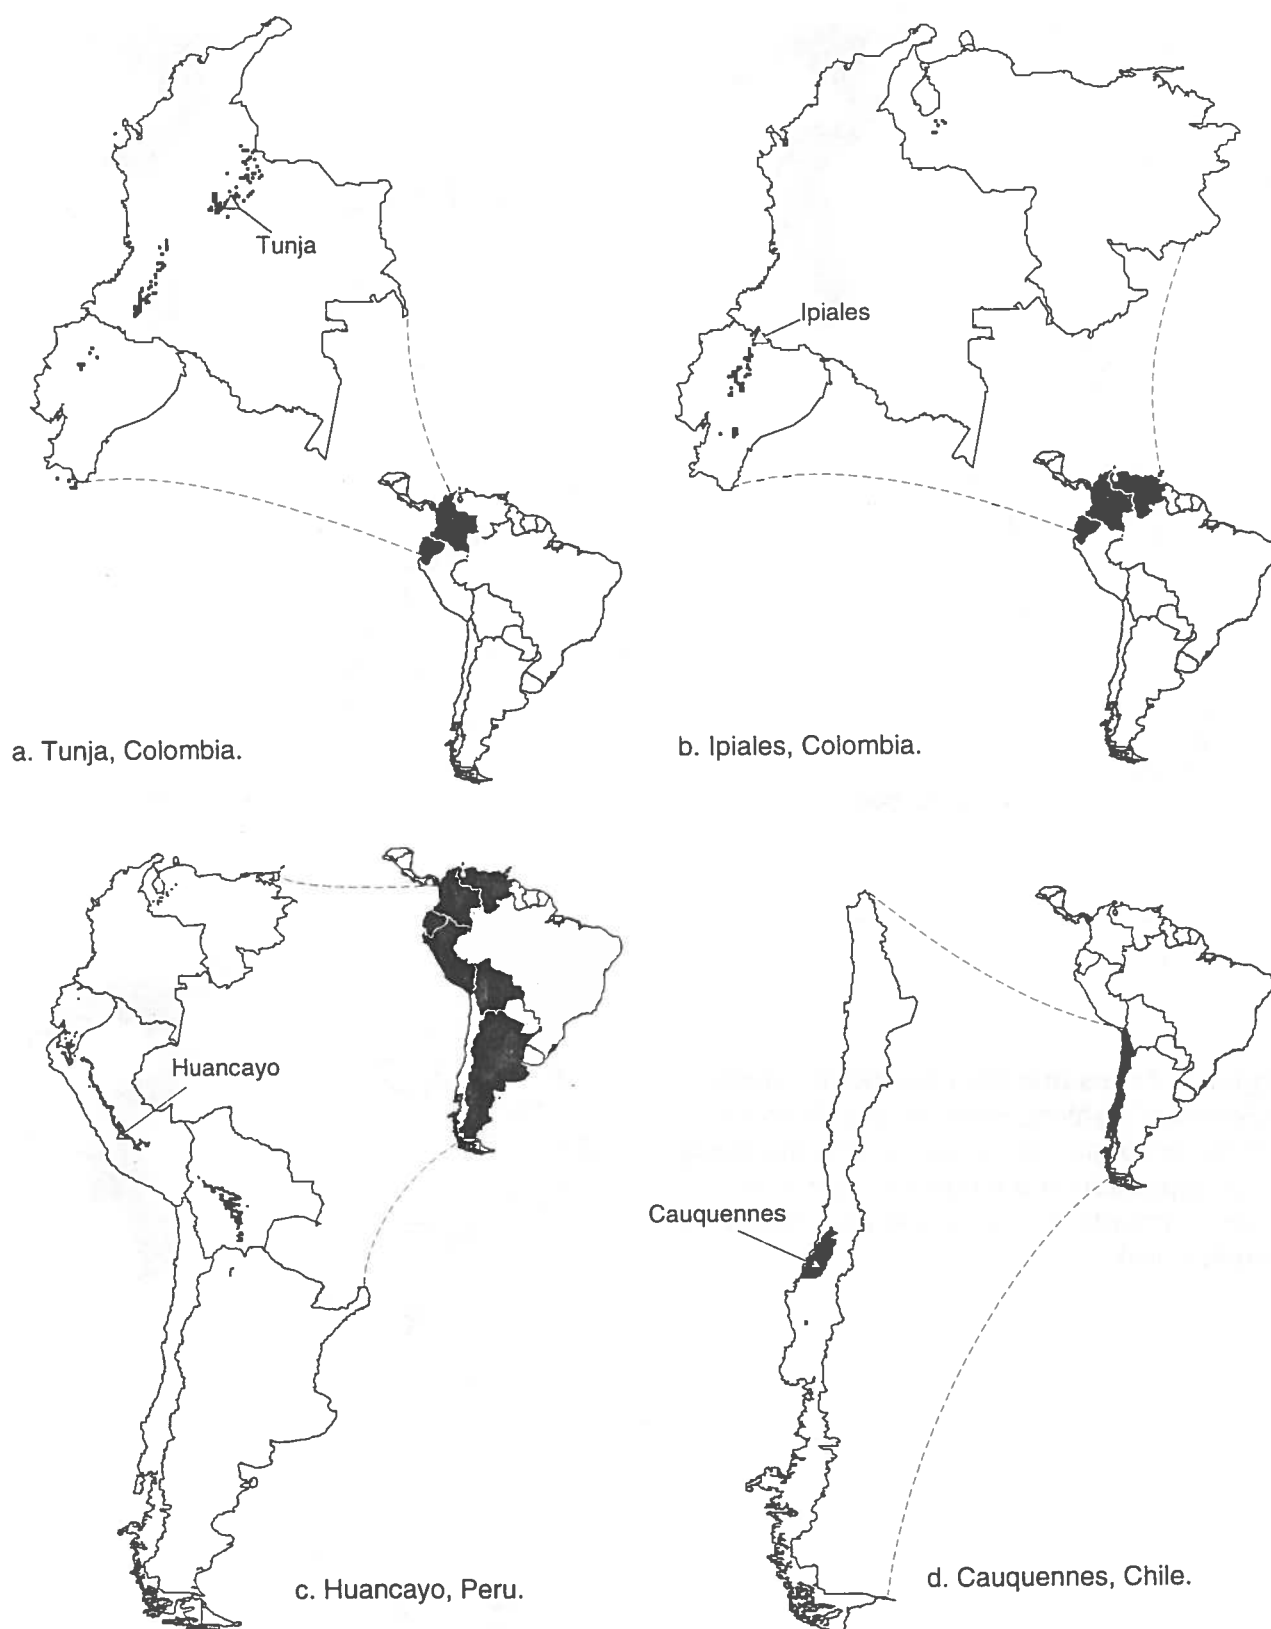 Tunja
Ipiales
a. Tunja, Colombia.
b. Ipiales, Colombia.
Huancayo
Cauquennes
c. Huancayo, Peru.
d. Cauquennes, Chile.